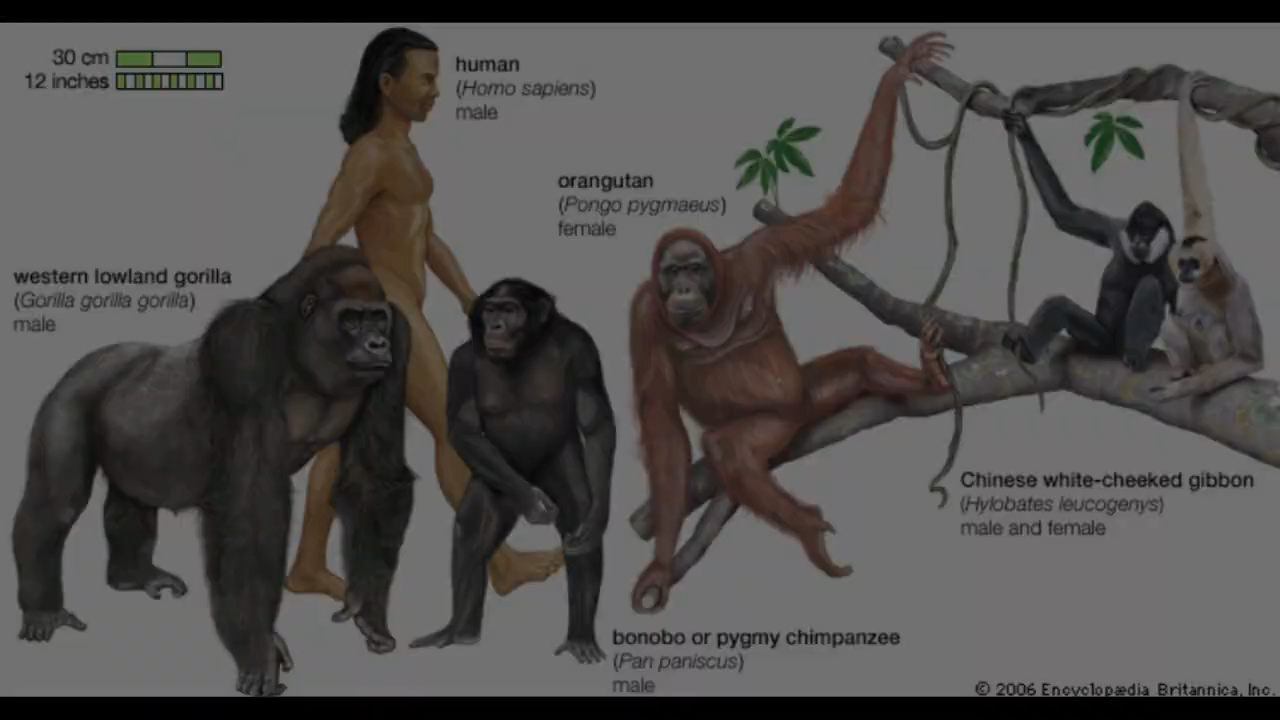 30 cm
12 inches
human
(Homo sapiens)
male
orangutan
(Pongo pygmaeus)
female
western lowland gorilla
(Gorilla gorilla gorilla)
male
Chinese white-cheeked gibbon
(Hylobates leucogenys)
male and female
bonobo or pygmy chimpanzee
(Pan paniscus)
male
© 2006 Encyclopædia Britannica, Inc.